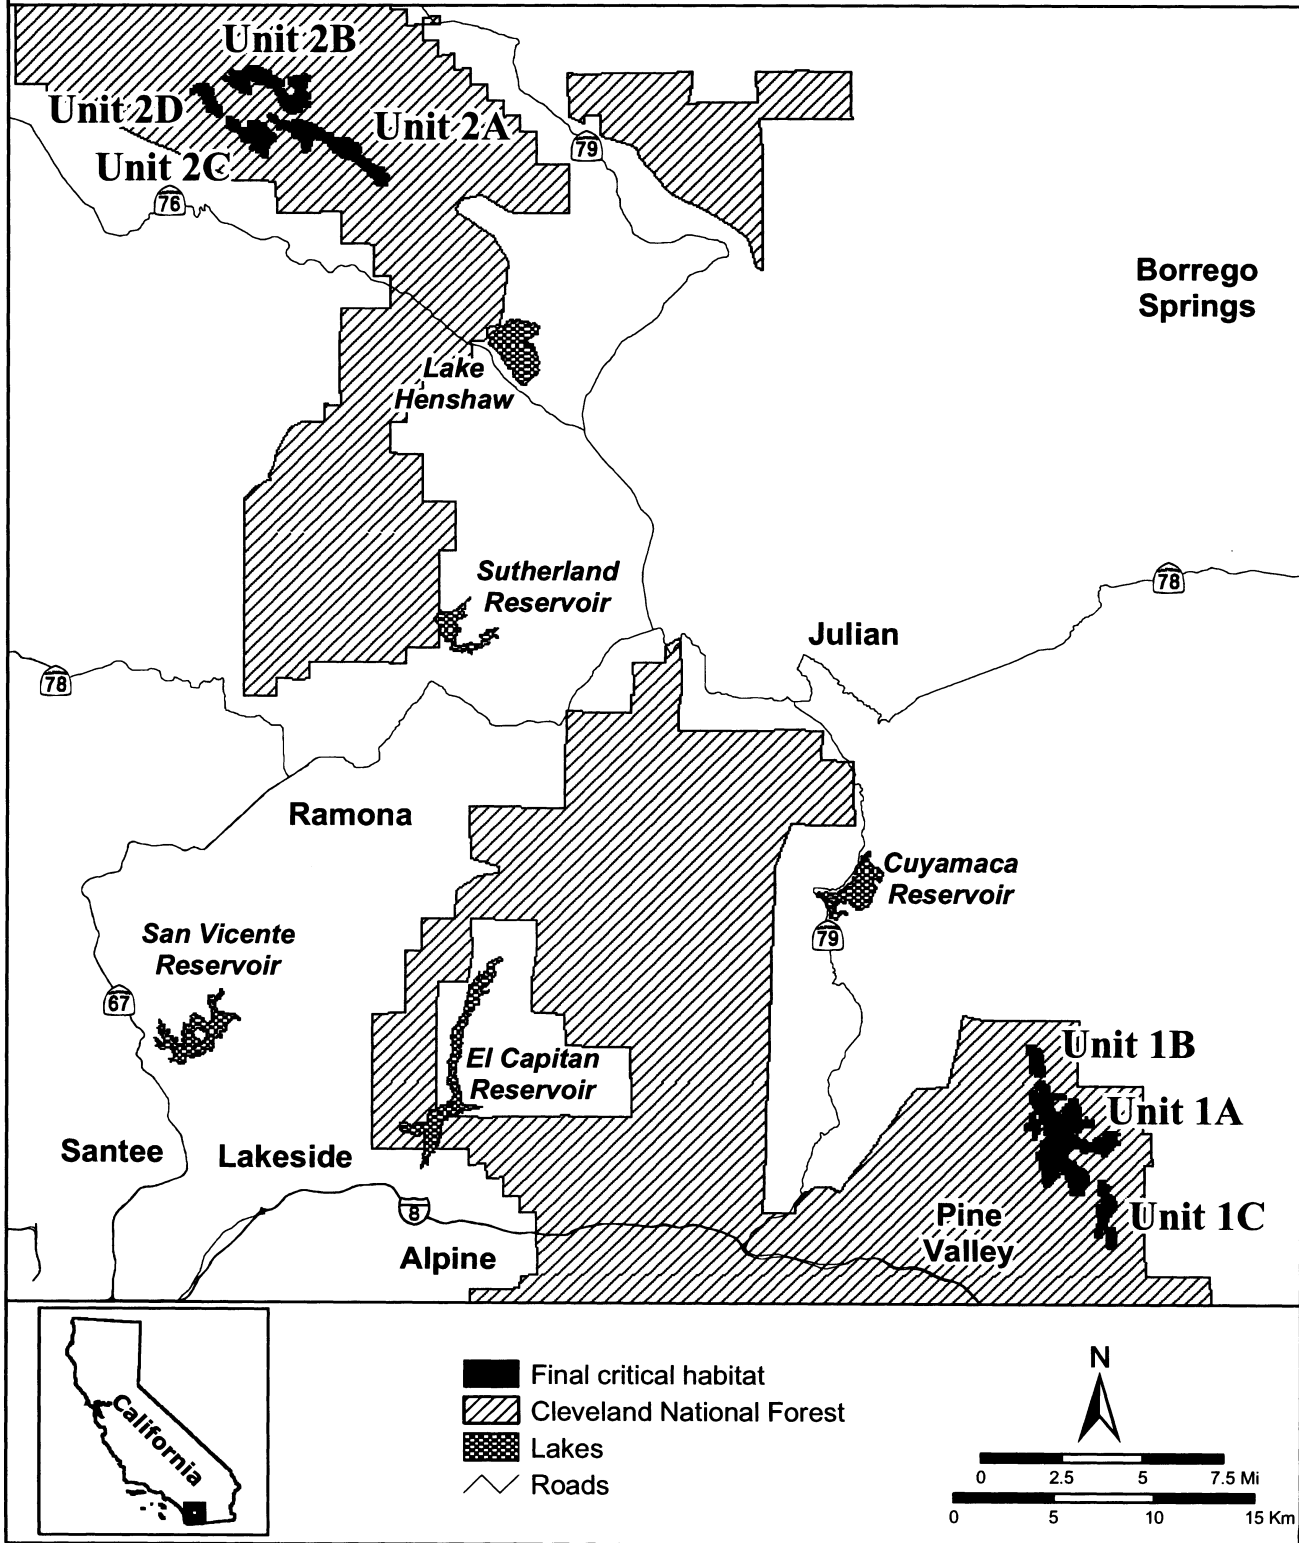 Unit 2B
Unit 2D
Unit 2A
79
Unit 2C
76
Borrego
Springs
Lake
Henshaw
Sutherland
Reservoir
78
Julian
78
Ramona
Cuyamaca
Reservoir
San Vicente
Reservoir
79
67
Unit 1B
El Capitan
Reservoir
Unit 1A
Santee
Lakeside
8
Pine
Valley
Unit 1C
Alpine
California
Final critical habitat
Cleveland National Forest
Lakes
Roads
N
0 2.5 5 7.5 Mi
0 5 10 15 Km